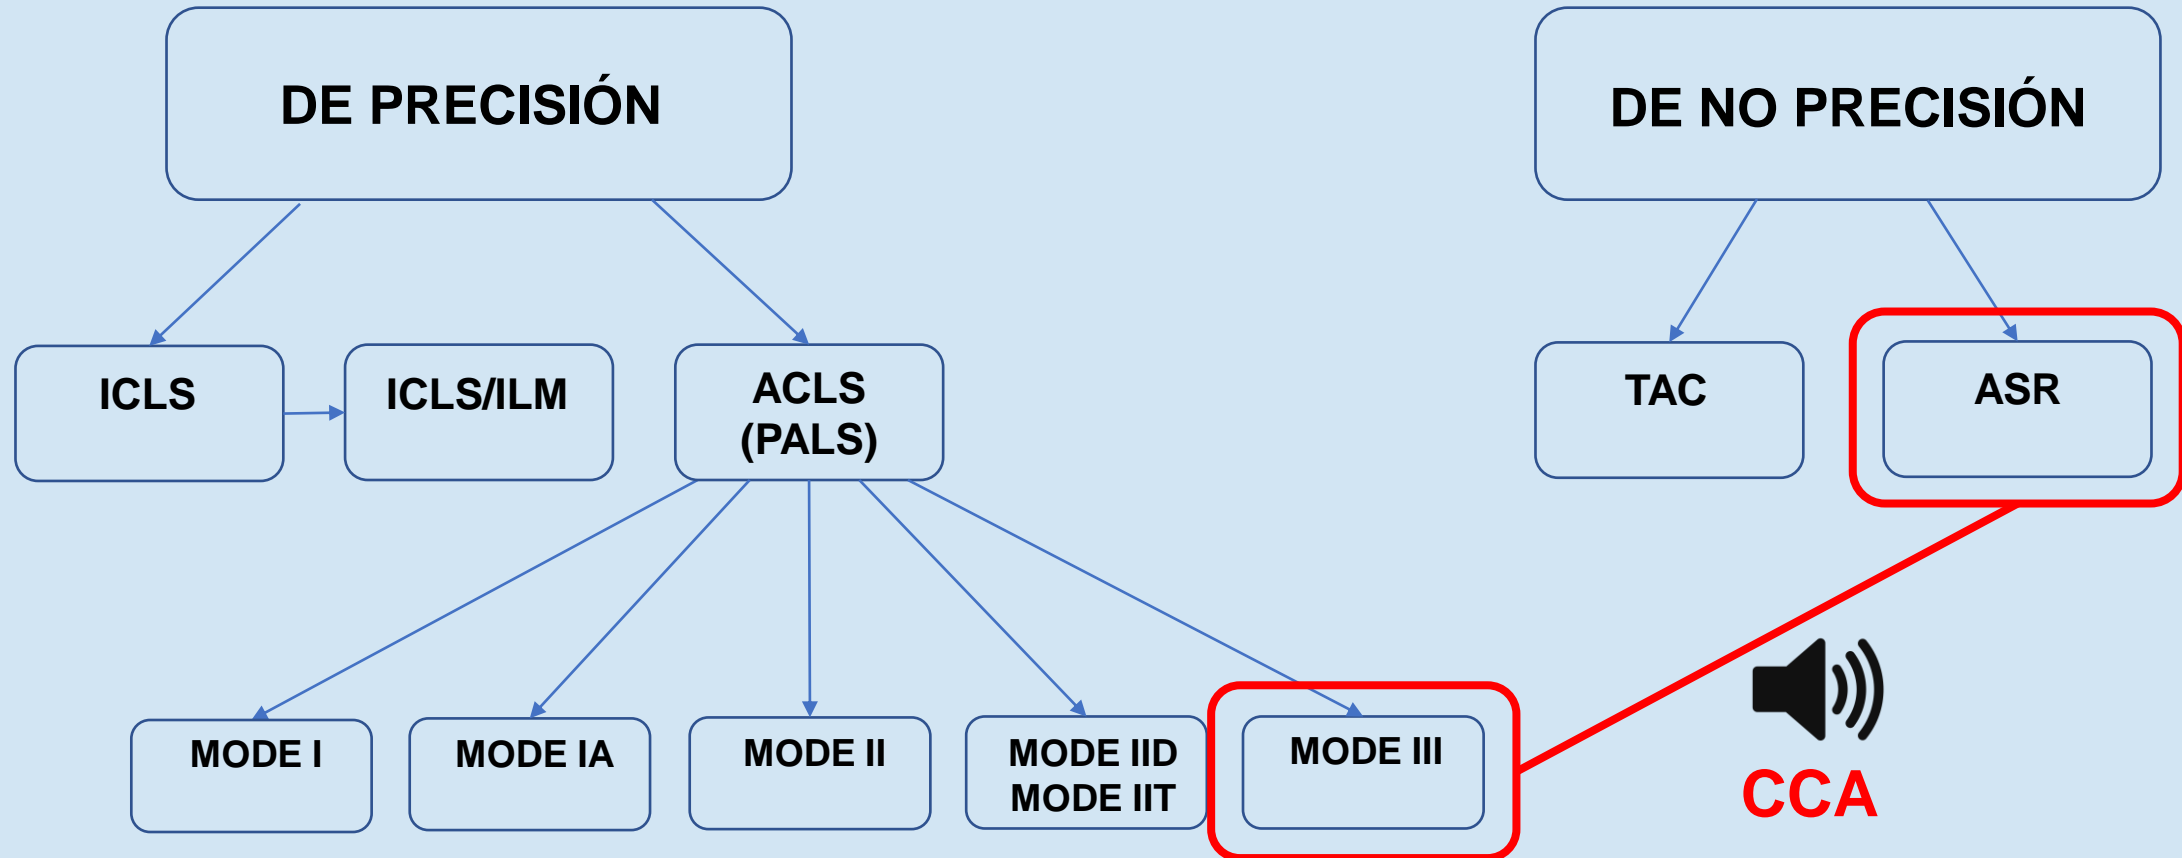 DE PRECISIÓN
DE NO PRECISIÓN
ICLS
ICLS/ILM
ACLS
(PALS)
TAC
ASR
MODE I
MODE IA
MODE II
MODE IID
MODE IIT
MODE III
CCA